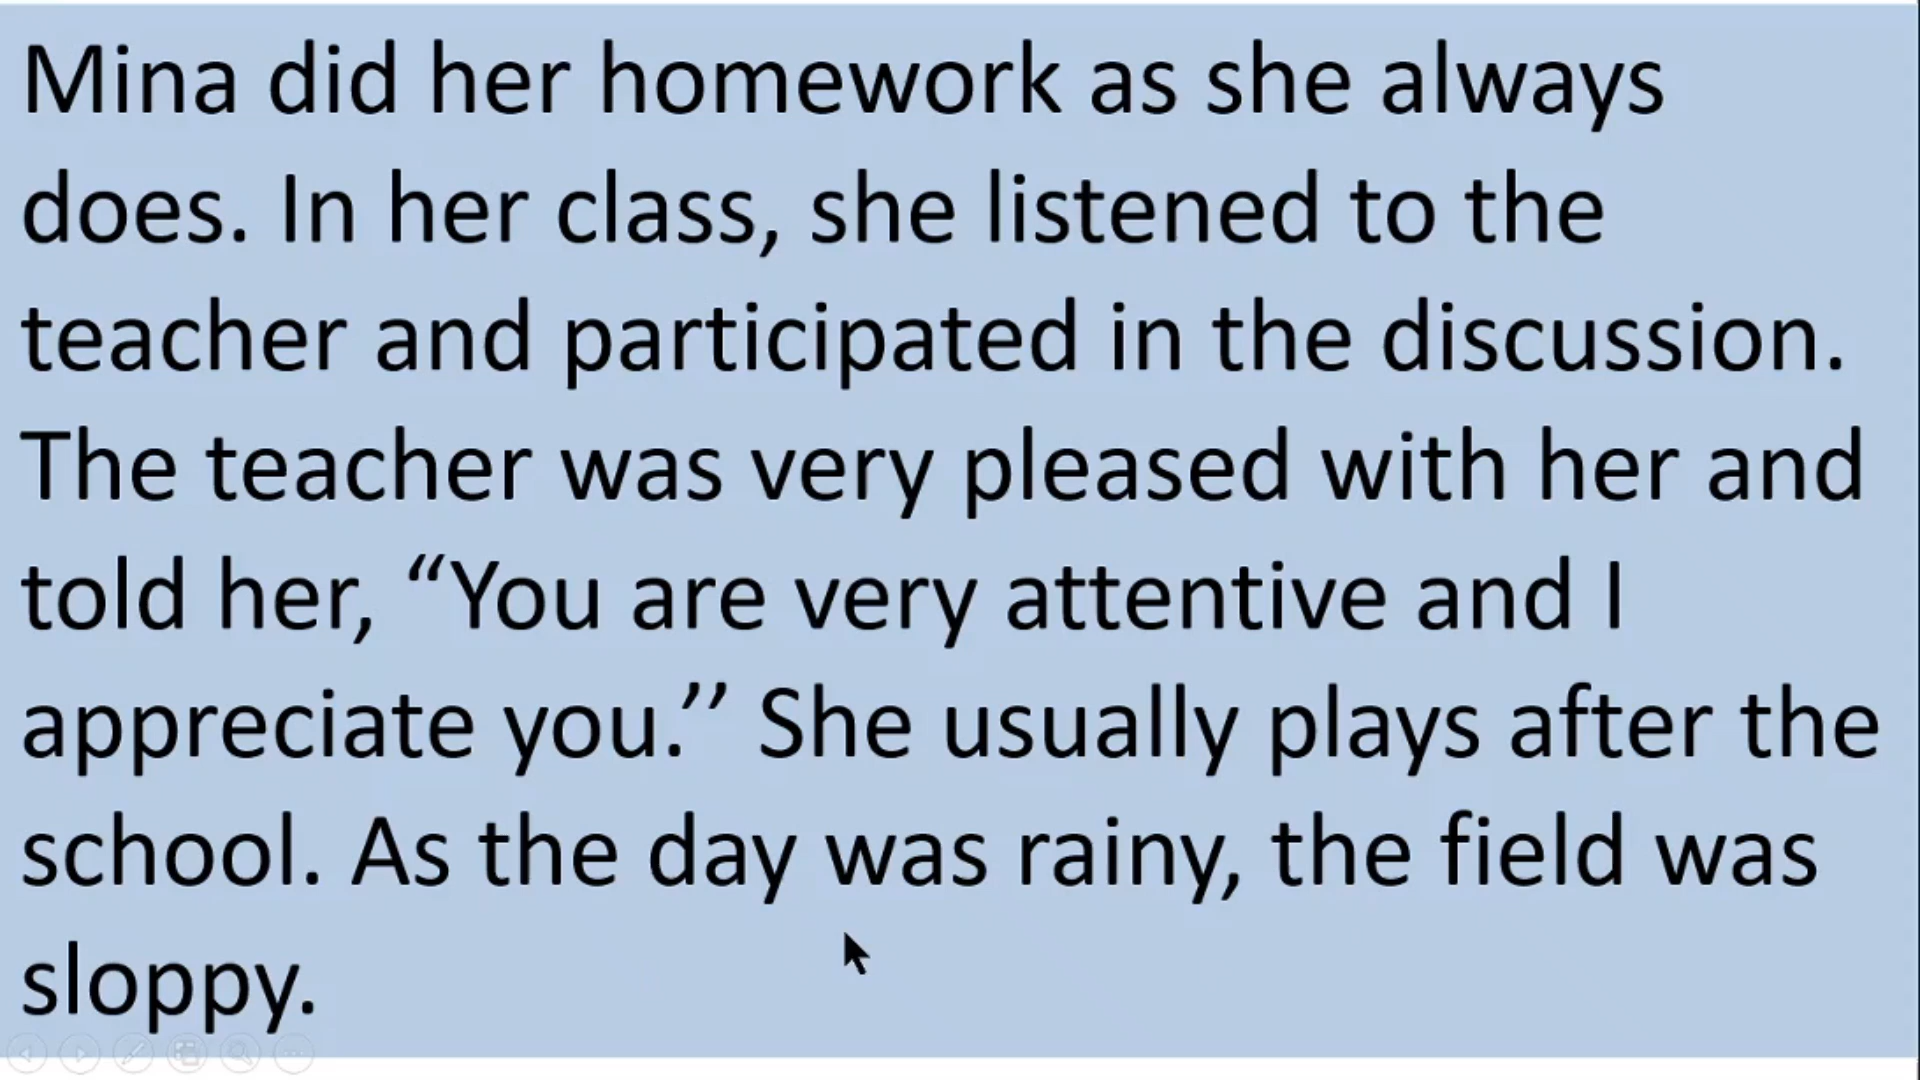 Mina did her homework as she always
does. In her class, she listened to the
teacher and participated in the discussion.
The teacher was very pleased with her and
told her, “You are very attentive and I
appreciate you.’’ She usually plays after the
school. As the day was rainy, the field was
sloppy.